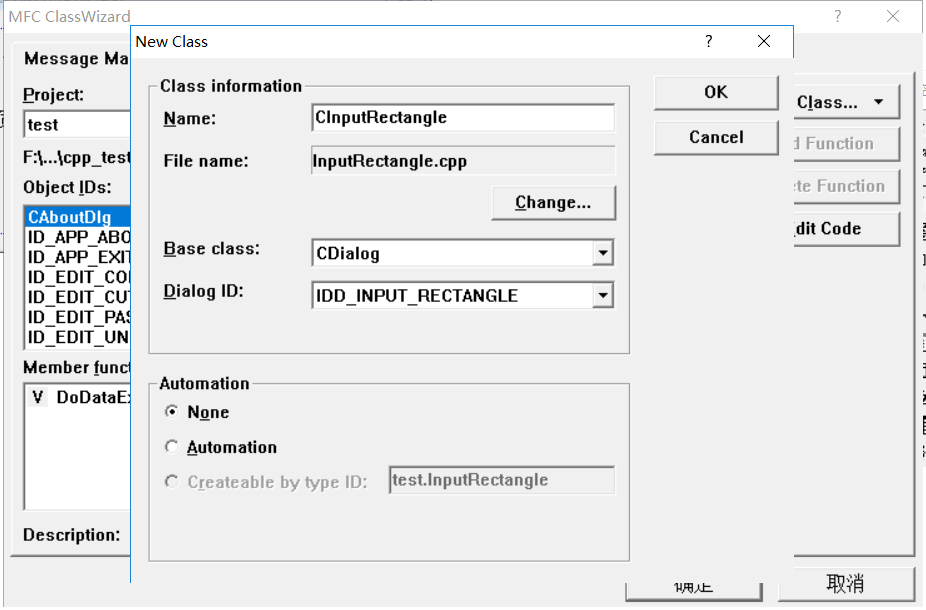 MFC ClassWizard
New Class
Message Ma
Project:
test
F:\...\cpp_test
Object IDs:
CAboutDlg
ID_APP_ABO
ID_APP_EXIT
ID_EDIT_CO
ID_EDIT_CU
ID_EDIT_PAS
ID_EDIT_UN
Member funct
V DoDataEx
Description:
Class information
Name:
CInputRectangle
File name:
InputRectangle.cpp
Change...
Base class:
CDialog
Dialog ID:
IDD_INPUT_RECTANGLE
Automation
None
Automation
Createable by type ID:
test.InputRectangle
OK
Cancel
Class...
d Function
ete Function
dit Code
确定
取消